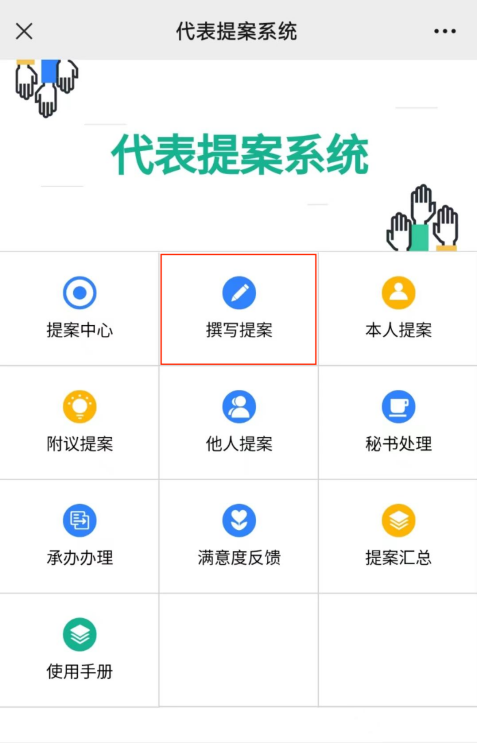 代表提案系统
代表提案系统
提案中心
撰写提案
本人提案
附议提案
他人提案
秘书处理
承办办理
满意度反馈
提案汇总
使用手册